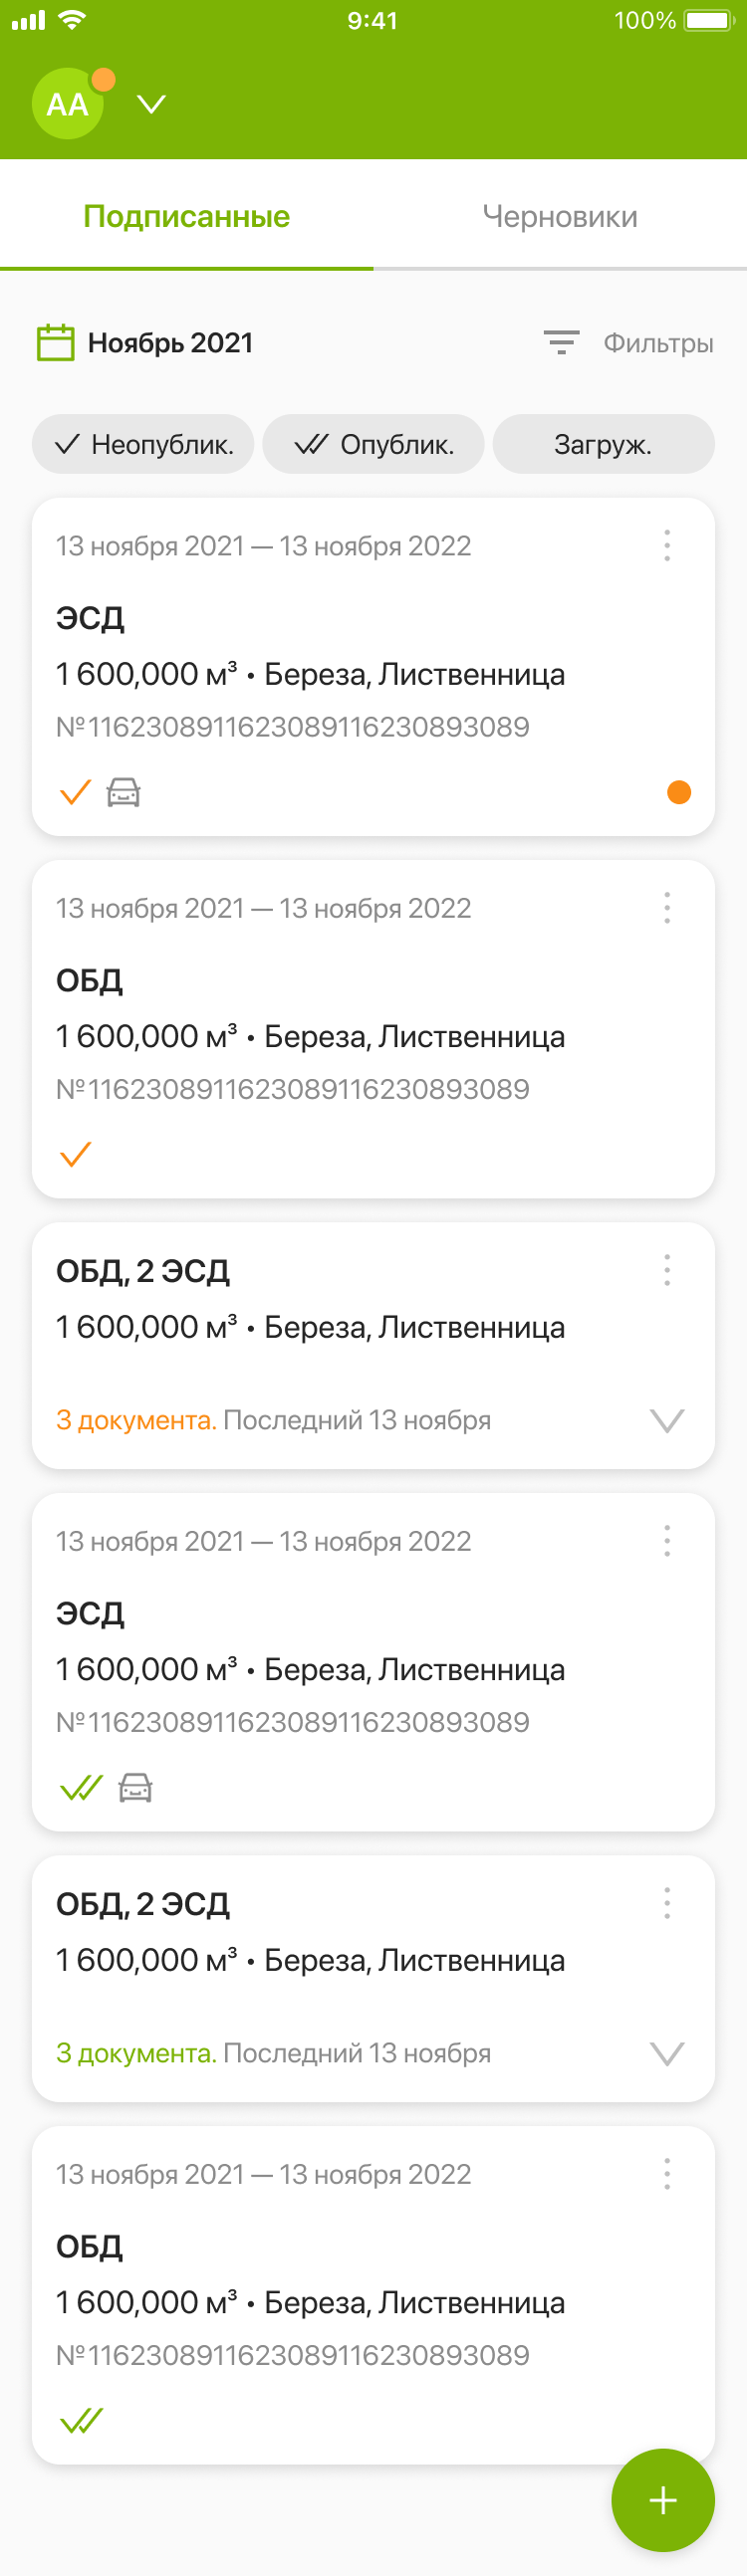 9:41
100%
AA
Подписанные
Черновики
Ноябрь 2021
Фильтры
Неопублик.
Опублик.
Загруж.
13 ноября 2021 — 13 ноября 2022
ЭСД
1 600,000 м³ • Береза, Лиственница
№1162308911623089116230893089
13 ноября 2021 — 13 ноября 2022
ОБД
1 600,000 м³ • Береза, Лиственница
№1162308911623089116230893089
ОБД, 2 ЭСД
1 600,000 м³ • Береза, Лиственница
3 документа. Последний 13 ноября
13 ноября 2021 — 13 ноября 2022
ЭСД
1 600,000 м³ • Береза, Лиственница
№1162308911623089116230893089
ОБД, 2 ЭСД
1 600,000 м³ • Береза, Лиственница
3 документа. Последний 13 ноября
13 ноября 2021 — 13 ноября 2022
ОБД
1 600,000 м³ • Береза, Лиственница
№1162308911623089116230893089